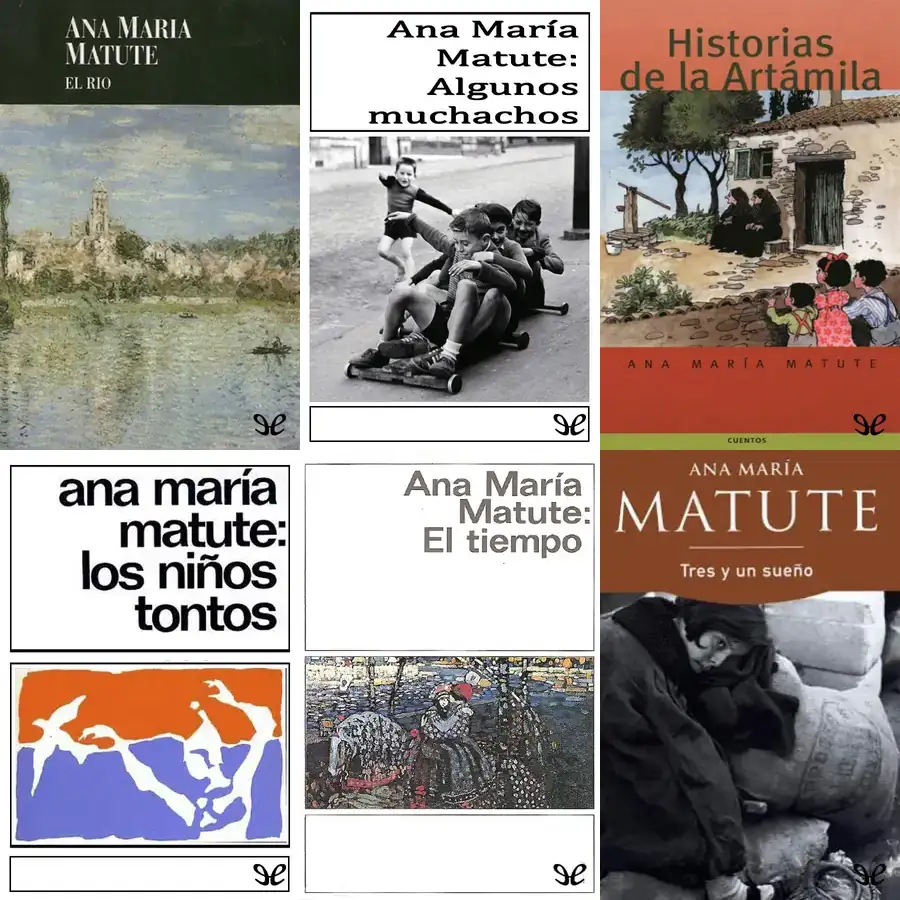 ANA MARIA
MATUTE
EL RIO
Ana María
Matute:
Algunos
muchachos
Historias
de la Artámila
ANA MARÍA MATUTE
CUENTOS
ana maría
matute:
los niños
tontos
Ana María
Matute:
El tiempo
ANA MARÍA
MATUTE
Tres y un sueño